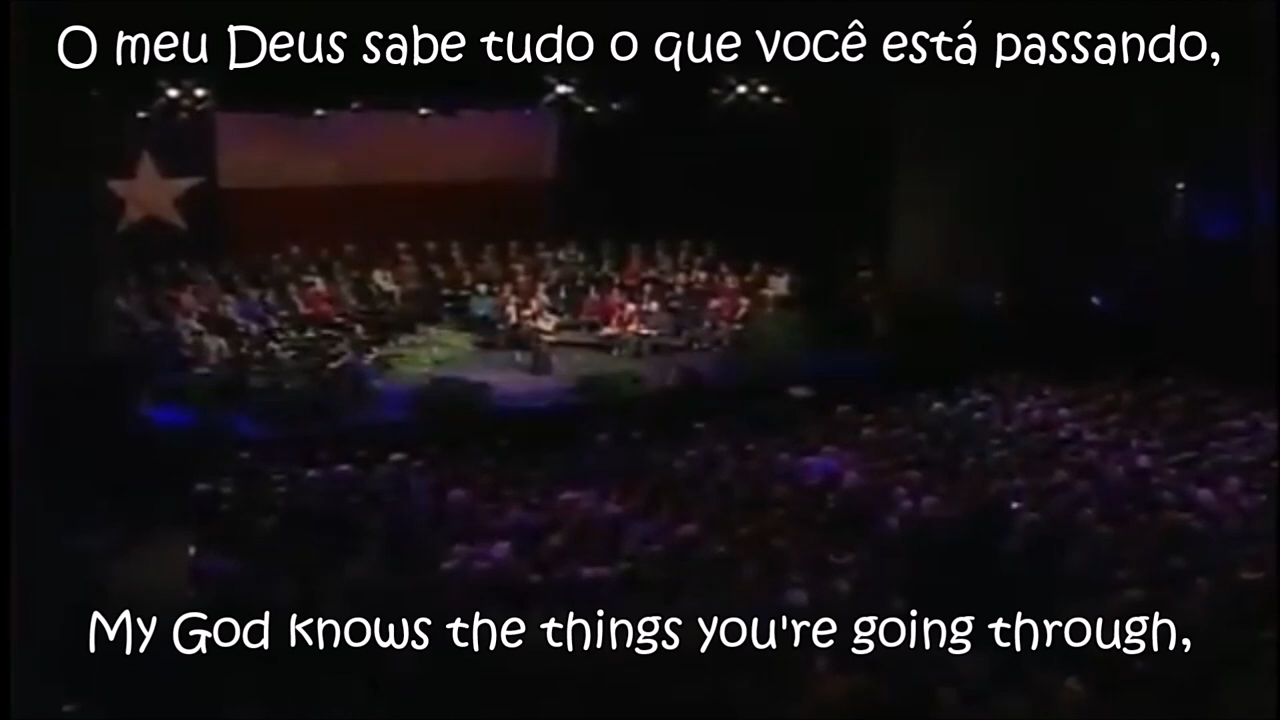 O meu Deus sabe tudo o que você está passando,
My God knows the things you're going through,